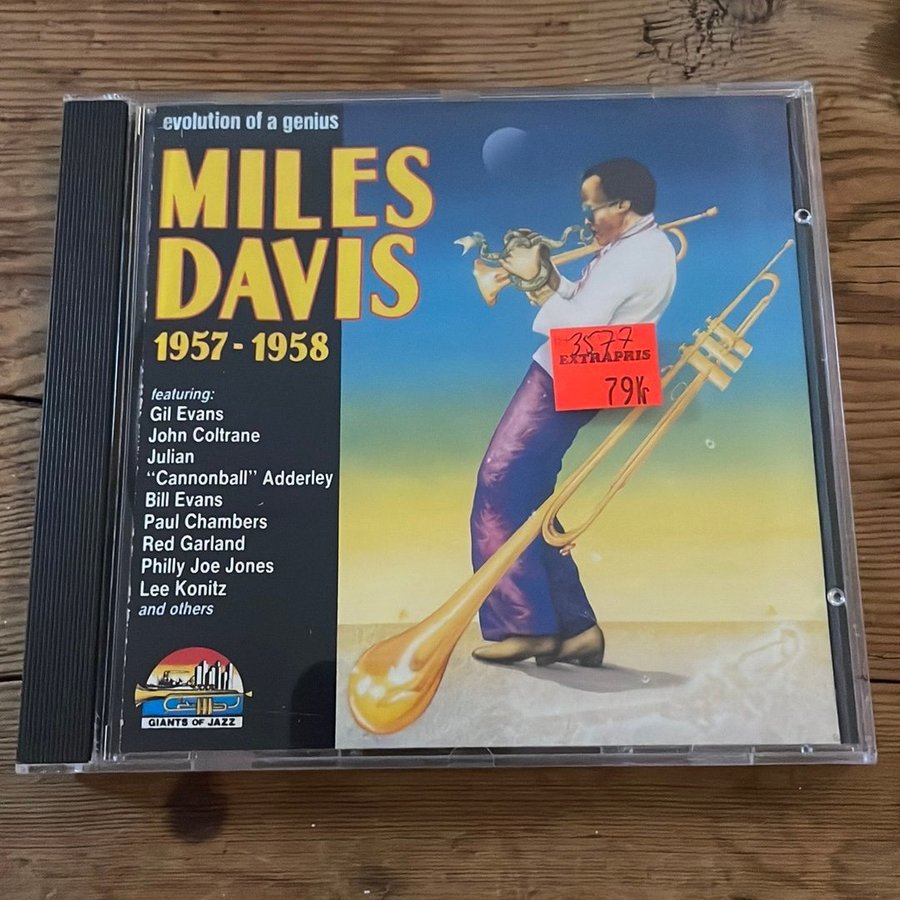 evolution of a genius
MILES
DAVIS
1957-1958
featuring:
Gil Evans
John Coltrane
Julian
"Cannonball" Adderley
Bill Evans
Paul Chambers
Red Garland
Philly Joe Jones
Lee Konitz
and others
GIANTS OF JAZZ
3577
EXTRAPRIS
79Kr